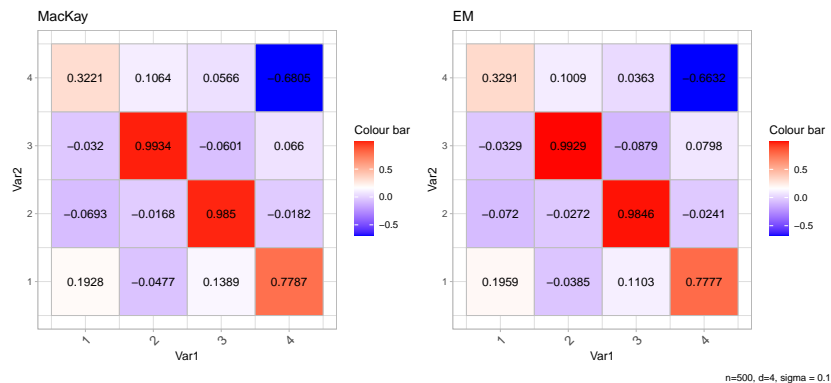 MacKay
4
0.3221 0.1064 0.0566 −0.6805
3
−0.032 0.9934 −0.0601 0.066
2
−0.0693 −0.0168 0.985 −0.0182
1
0.1928 −0.0477 0.1389 0.7787
Var2
1 2 3 4
Var1
Colour bar
0.5
0.0
−0.5
EM
4
0.3291 0.1009 0.0363 −0.6632
3
−0.0329 0.9929 −0.0879 0.0798
2
−0.072 −0.0272 0.9846 −0.0241
1
0.1959 −0.0385 0.1103 0.7777
Var2
1 2 3 4
Var1
Colour bar
0.5
0.0
−0.5
n=500, d=4, sigma = 0.1